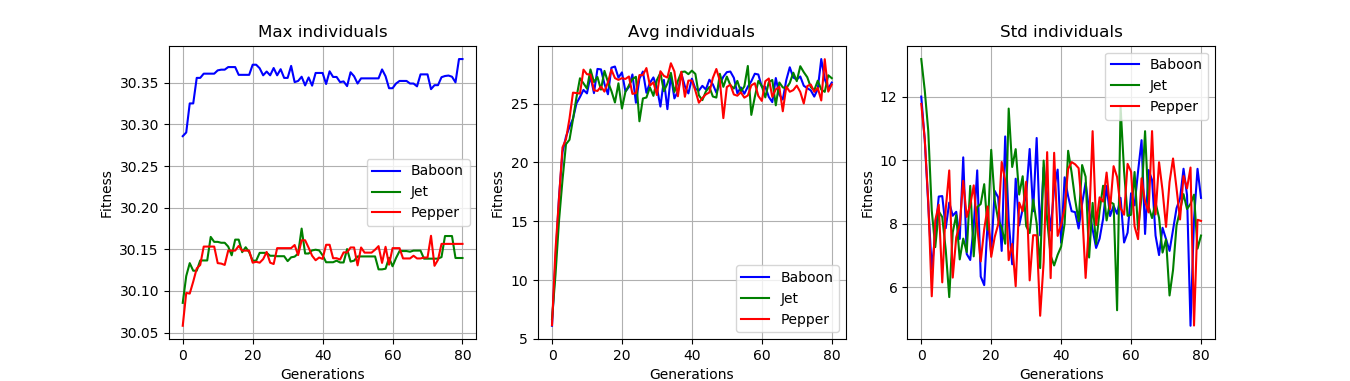 Max individuals
Fitness
30.35
30.30
30.25
30.20
30.15
30.10
30.05
Baboon
Jet
Pepper
0 20 40 60 80
Generations
Avg individuals
Fitness
25
20
15
10
5
Baboon
Jet
Pepper
0 20 40 60 80
Generations
Std individuals
Fitness
12
10
8
6
Baboon
Jet
Pepper
0 20 40 60 80
Generations